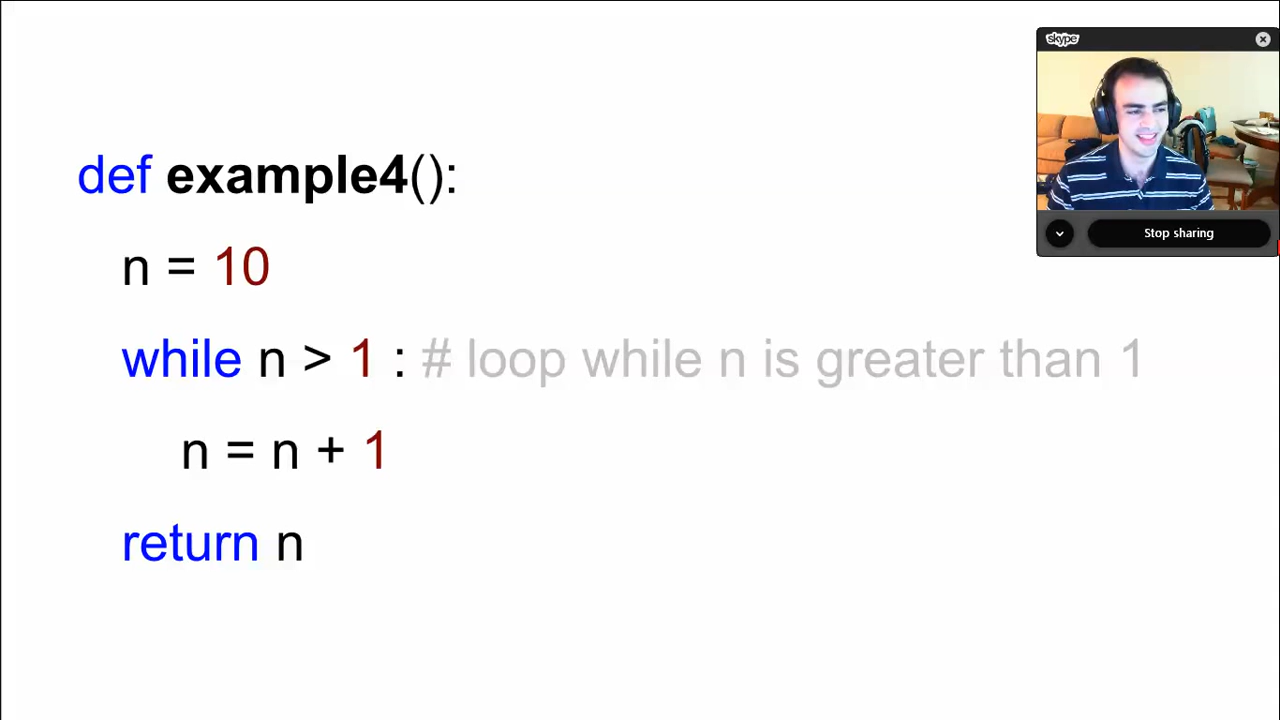 skype
def example4():
n = 10
while n > 1 : # loop while n is greater than 1
n = n + 1
return n
Stop sharing